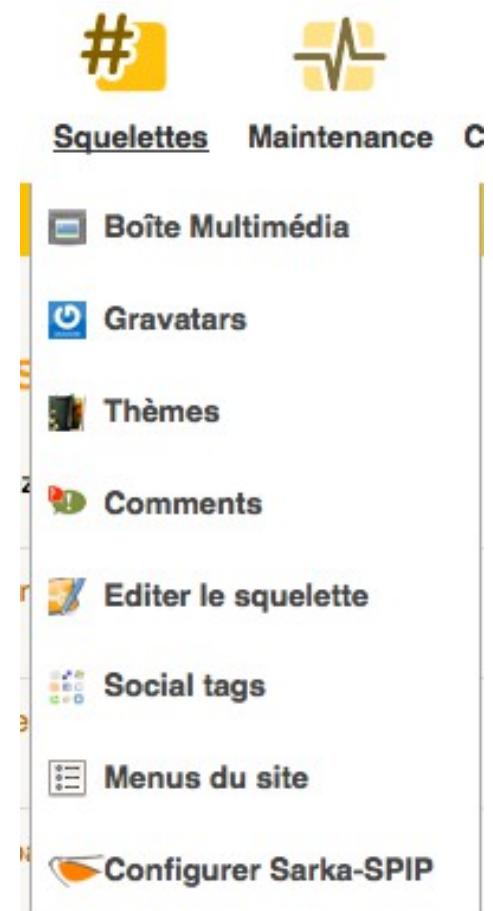 Squelettes Maintenance C
Boîte Multimédia
Gravatars
Thèmes
Comments
Editer le squelette
Social tags
Menus du site
Configurer Sarka-SPIP